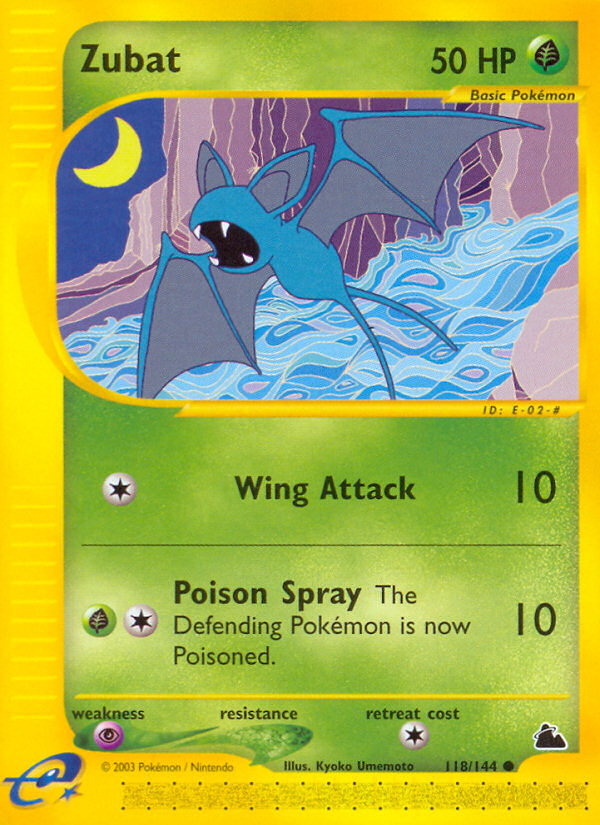 Zubat
50 HP
Basic Pokémon
ID: E-02-#
Wing Attack 10
Poison Spray The
Defending Pokémon is now
Poisoned.
10
weakness resistance retreat cost
© 2003 Pokémon / Nintendo Illus. Kyoko Umemoto 118/144
e